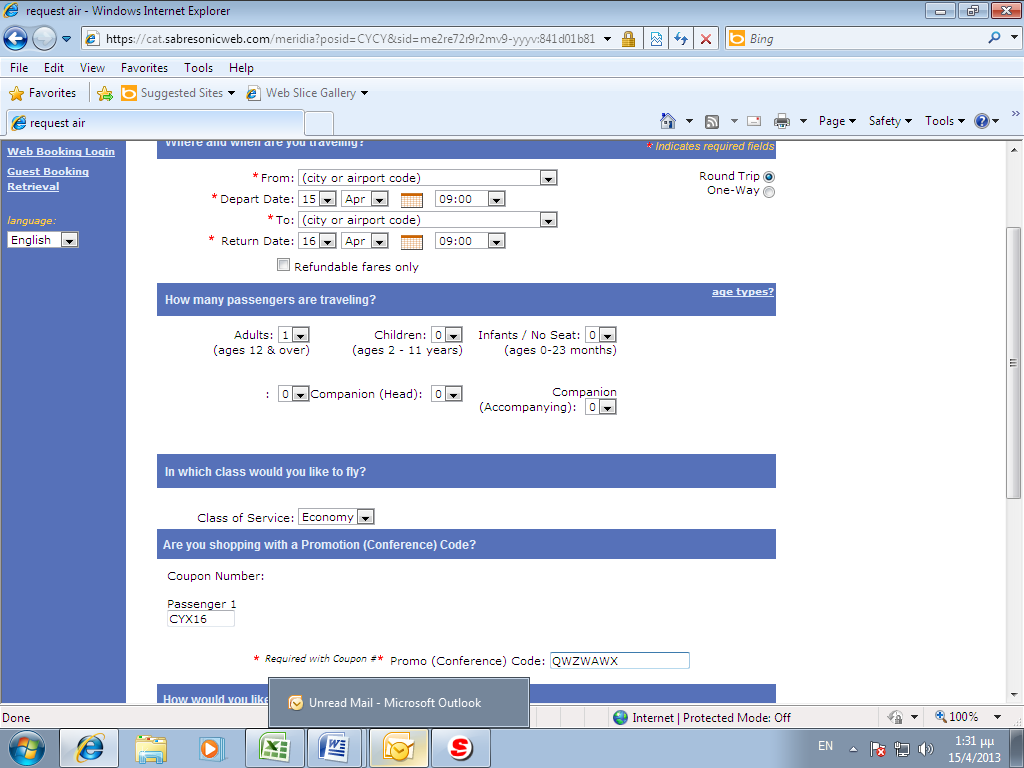 request air - Windows Internet Explorer
https://cat.sabresonicweb.com/meridia?posid=CYCY&sid=me2re72r9r2mv9-yyyv:841d01b81
Bing
File Edit View Favorites Tools Help
Favorites Suggested Sites Web Slice Gallery
request air
Page Safety Tools
Web Booking Login
Guest Booking
Retrieval
language:
English
Where and when are you traveling? * Indicates required fields
* From: (city or airport code)
Round Trip
One-Way
* Depart Date: 15 Apr 09:00
* To: (city or airport code)
* Return Date: 16 Apr 09:00
Refundable fares only
How many passengers are traveling? age types?
Adults: 1 Children: 0 Infants / No Seat: 0
(ages 12 & over) (ages 2 - 11 years) (ages 0-23 months)
: 0 Companion (Head): 0 Companion
(Accompanying): 0
In which class would you like to fly?
Class of Service: Economy
Are you shopping with a Promotion (Conference) Code?
Coupon Number:
Passenger 1
CYX16
* Required with Coupon #* Promo (Conference) Code: QWZWAWX
How would you like
Unread Mail - Microsoft Outlook
Done Internet | Protected Mode: Off 100%
EN 1:31 μμ
15/4/2013